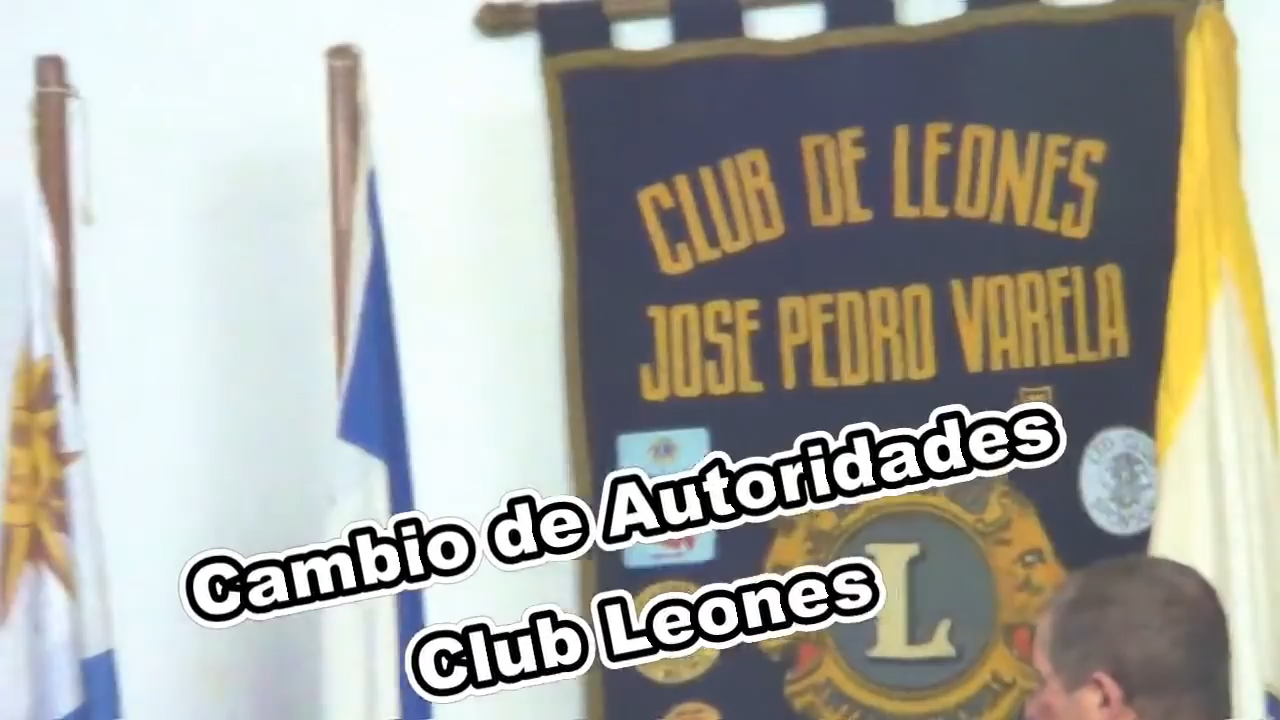 CLUB DE LEONES
JOSE PEDRO VARELA
L
Cambio de Autoridades
Club Leones